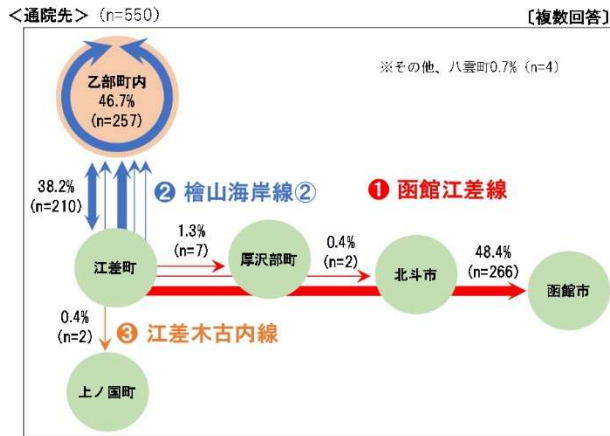 ＜通院先＞（n=550）
〔複数回答〕
※その他、八雲町0.7%（n=4）
乙部町内
46.7%
（n=257）
38.2%
（n=210）
❷ 檜山海岸線②
❶ 函館江差線
1.3%
（n=7）
0.4%
（n=2）
48.4%
（n=266）
江差町
厚沢部町
北斗市
函館市
0.4%
（n=2）
❸ 江差木古内線
上ノ国町